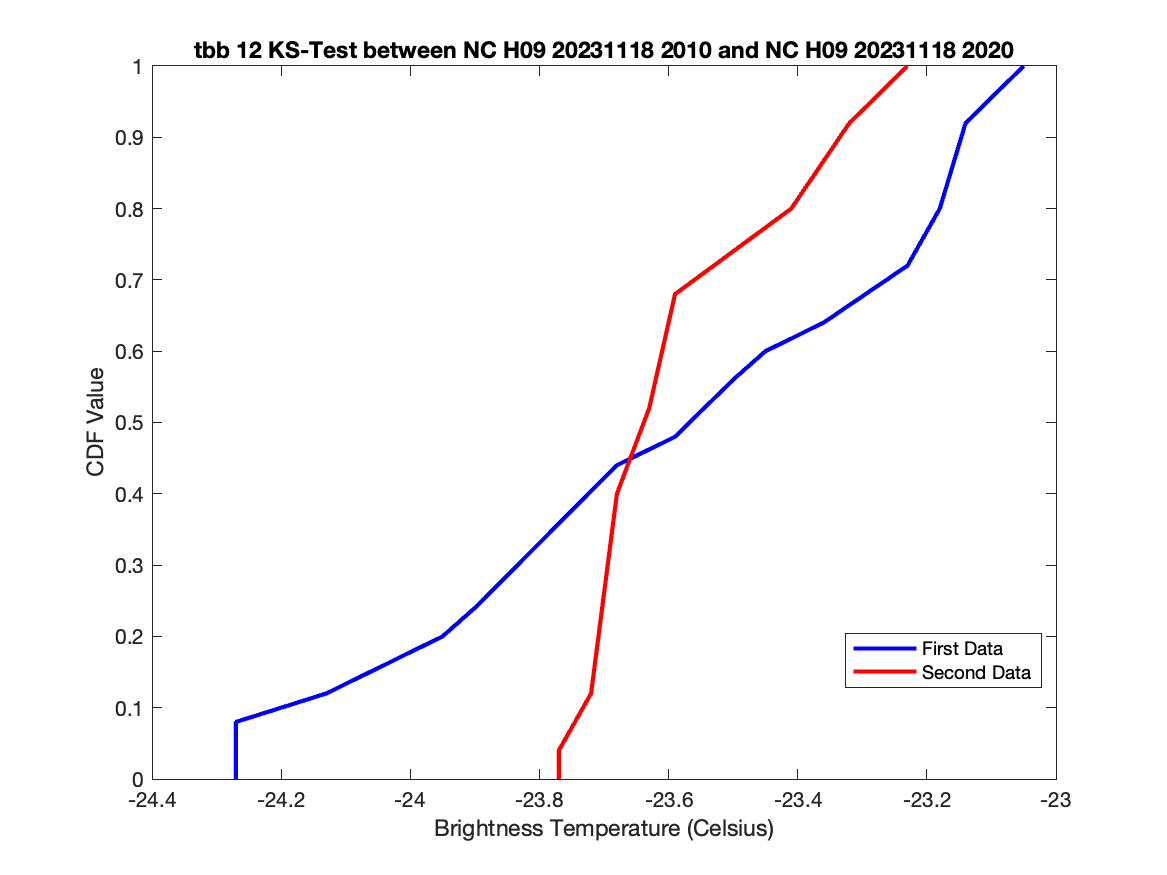 tbb 12 KS-Test between NC H09 20231118 2010 and NC H09 20231118 2020
1
0.9
0.8
0.7
0.6
0.5
0.4
0.3
0.2
0.1
0
CDF Value
First Data
Second Data
-24.4 -24.2 -24 -23.8 -23.6 -23.4 -23.2 -23
Brightness Temperature (Celsius)